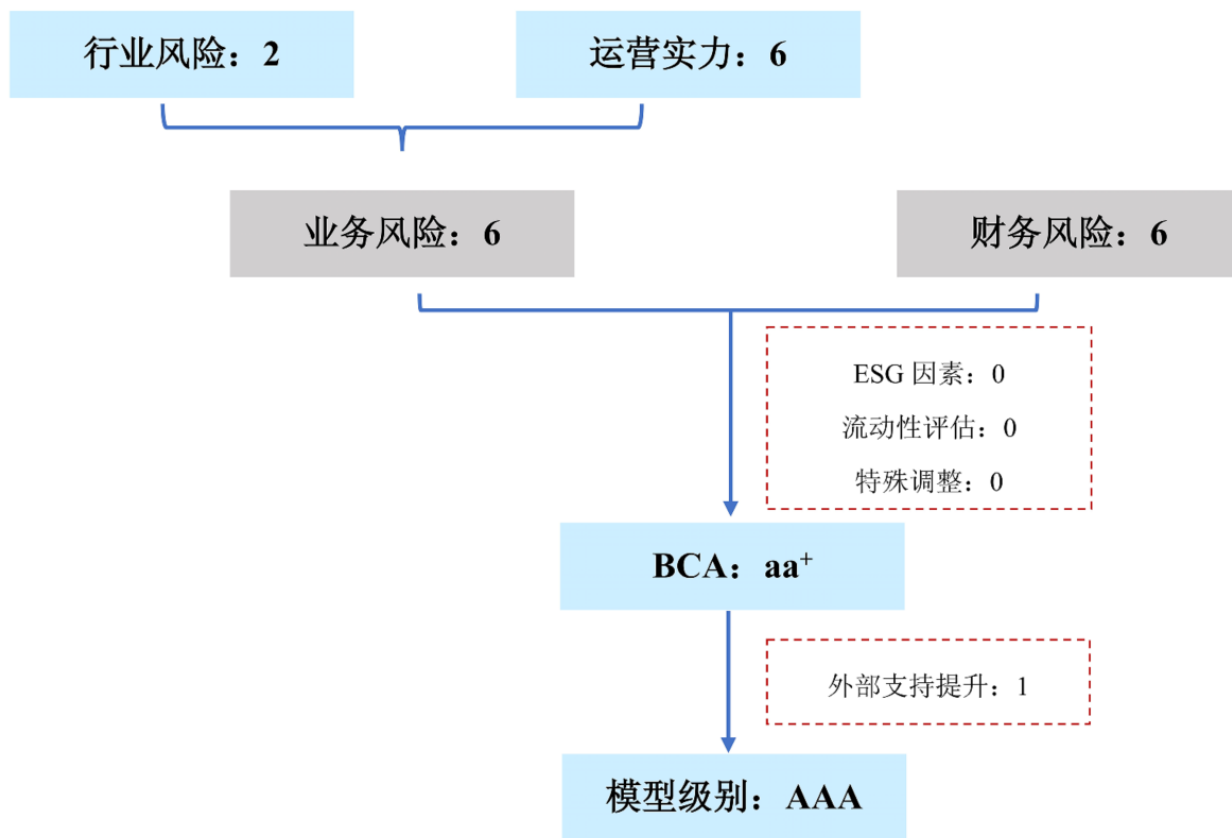 行业风险：2
运营实力：6
业务风险：6
财务风险：6
ESG 因素：0
流动性评估：0
特殊调整：0
BCA：aa⁺
外部支持提升：1
模型级别：AAA